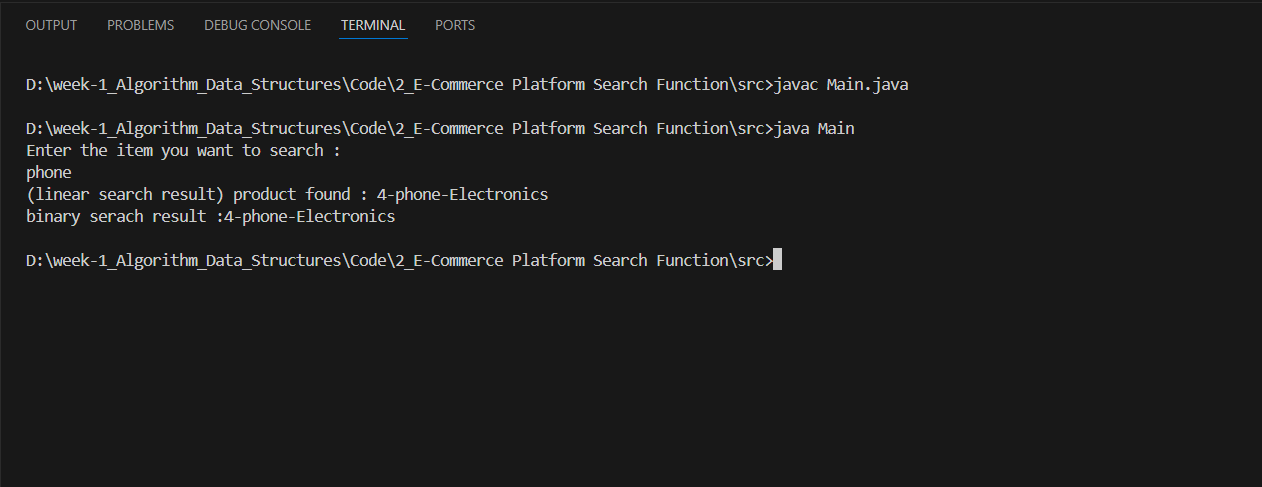 OUTPUT PROBLEMS DEBUG CONSOLE TERMINAL PORTS
D:\week-1_Algorithm_Data_Structures\Code\2_E-Commerce Platform Search Function\src>javac Main.java
D:\week-1_Algorithm_Data_Structures\Code\2_E-Commerce Platform Search Function\src>java Main
Enter the item you want to search :
phone
(linear search result) product found : 4-phone-Electronics
binary serach result :4-phone-Electronics
D:\week-1_Algorithm_Data_Structures\Code\2_E-Commerce Platform Search Function\src>